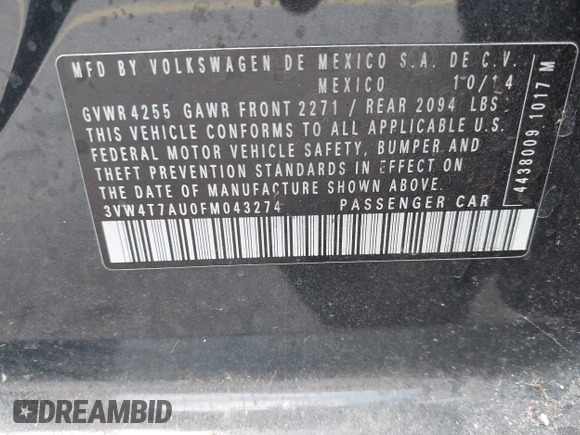 MFD BY VOLKSWAGEN DE MEXICO S.A. DE C.V.
MEXICO 10/14
GVWR 4255 GAWR FRONT 2271 / REAR 2094 LBS
THIS VEHICLE CONFORMS TO ALL APPLICABLE U.S.
FEDERAL MOTOR VEHICLE SAFETY, BUMPER AND
THEFT PREVENTION STANDARDS IN EFFECT ON
THE DATE OF MANUFACTURE SHOWN ABOVE.
3VW4T7AU0FM043274 PASSENGER CAR
4438009 1017 M
DREAMBID